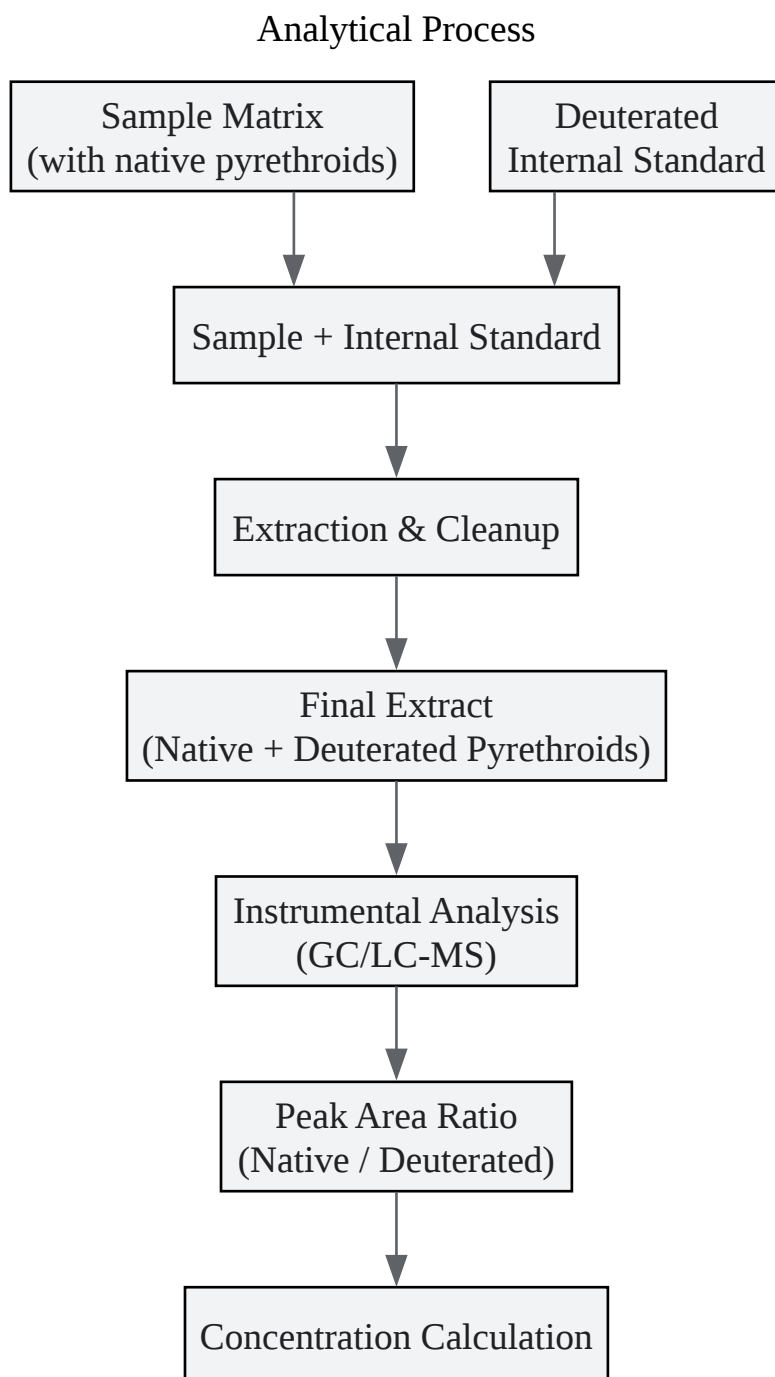 Analytical Process
Sample Matrix
(with native pyrethroids)
Deuterated
Internal Standard
Sample + Internal Standard
Extraction & Cleanup
Final Extract
(Native + Deuterated Pyrethroids)
Instrumental Analysis
(GC/LC-MS)
Peak Area Ratio
(Native / Deuterated)
Concentration Calculation